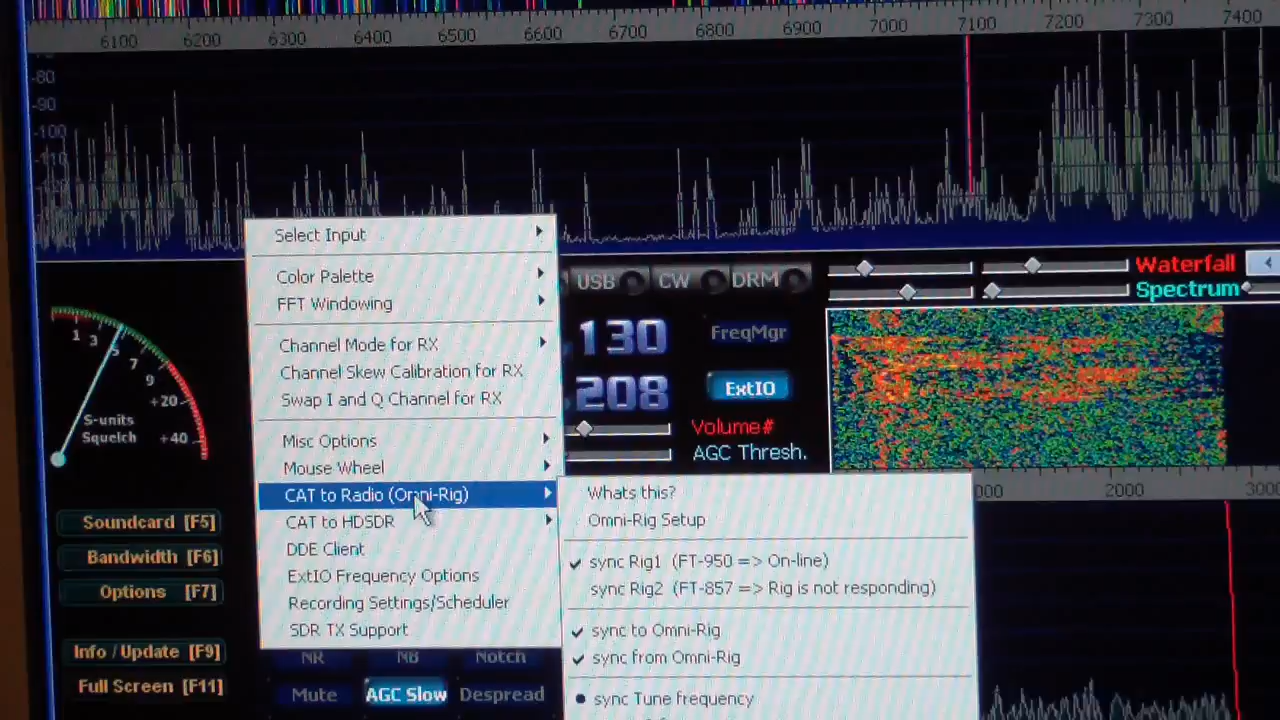 6100 6200 6300 6400 6500 6600 6700 6800 6900 7000 7100 7200 7300 7400
-80
-90
-100
-110
Select Input
Color Palette
FFT Windowing
Channel Mode for RX
Channel Skew Calibration for RX
Swap I and Q Channel for RX
Misc Options
Mouse Wheel
CAT to Radio (Omni-Rig)
CAT to HDSDR
DDE Client
ExtIO Frequency Options
Recording Settings/Scheduler
SDR TX Support
USB CW DRM
Waterfall
Spectrum
130 FreqMgr
208 ExtIO
Volume#
AGC Thresh.
1 3 5 7 9 +20 +40
S-units
Squelch
Soundcard [F5]
Bandwidth [F6]
Options [F7]
Info / Update [F9]
Full Screen [F11]
Whats this?
Omni-Rig Setup
sync Rig1 (FT-950 => On-line)
sync Rig2 (FT-857 => Rig is not responding)
sync to Omni-Rig
sync from Omni-Rig
sync Tune frequency
000 2000 3000
NR NB Notch
Mute AGC Slow Despread